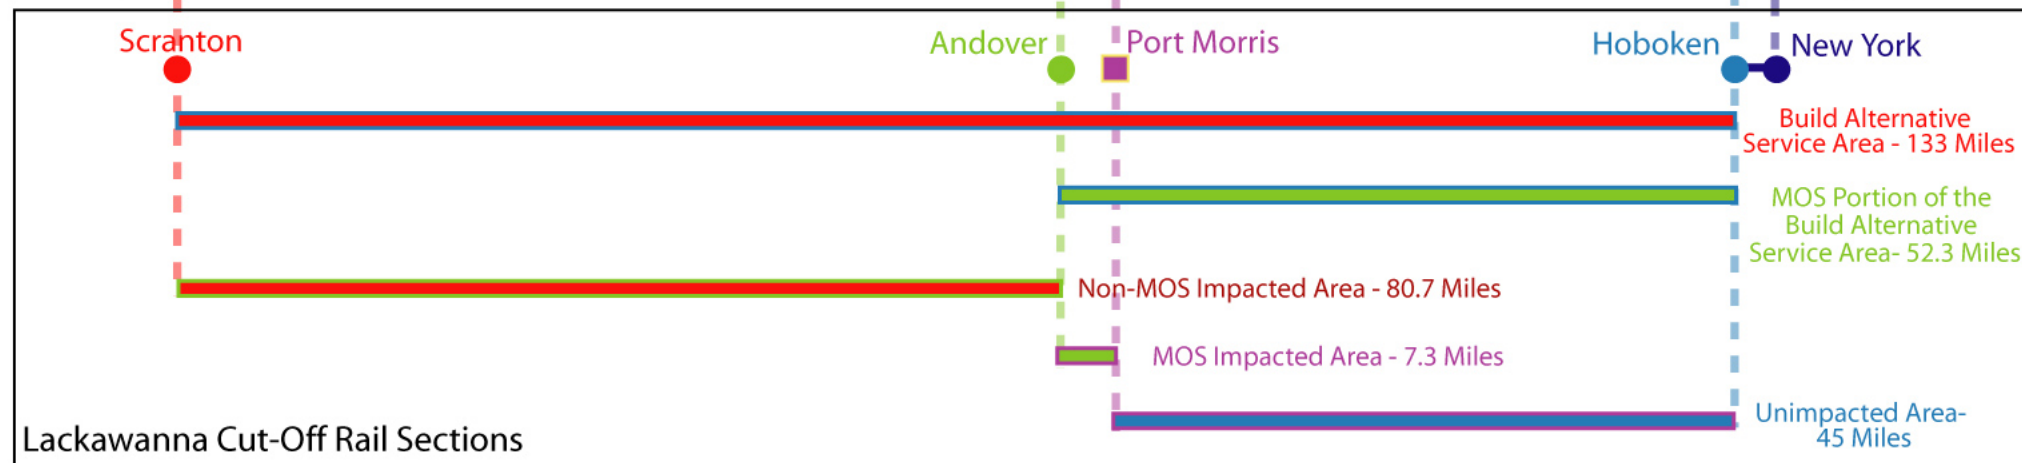 Scranton
Andover
Port Morris
Hoboken
New York
Build Alternative
Service Area - 133 Miles
MOS Portion of the
Build Alternative
Service Area- 52.3 Miles
Non-MOS Impacted Area - 80.7 Miles
MOS Impacted Area - 7.3 Miles
Unimpacted Area-
45 Miles
Lackawanna Cut-Off Rail Sections